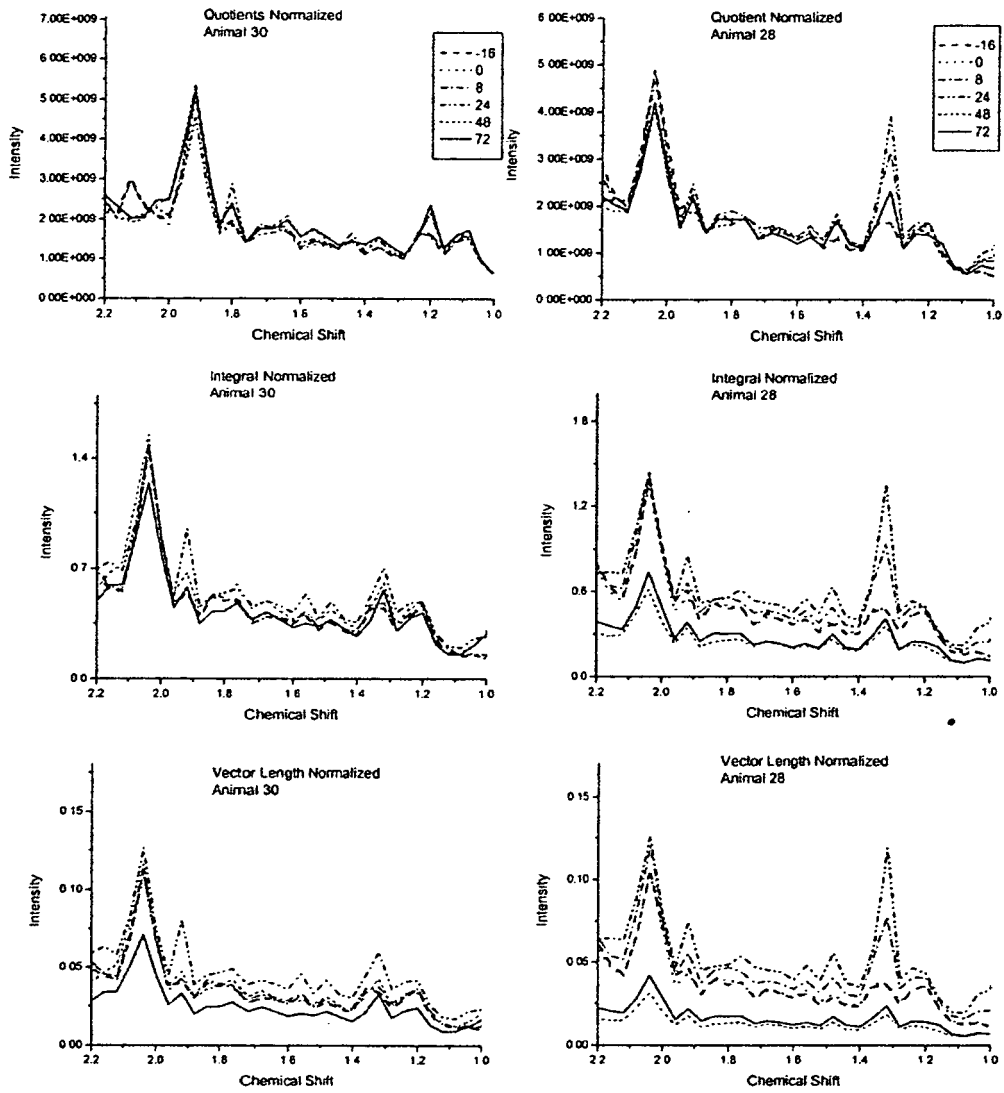 Quotients Normalized
Animal 30
7.00E+009
6.00E+009
5.00E+009
4.00E+009
3.00E+009
2.00E+009
1.00E+009
0.00E+000
Intensity
-16
0
8
24
48
72
2.2 2.0 1.8 1.6 1.4 1.2 1.0
Chemical Shift
Quotient Normalized
Animal 28
6 00E+009
5 00E+009
4 00E+009
3 00E+009
2 00E+009
1 00E+009
0 00E+000
Intensity
-16
0
8
24
48
72
2.2 2.0 1.8 1.6 1.4 1.2 1.0
Chemical Shift
Integral Normalized
Animal 30
1.4
0.7
0.0
Intensity
2.2 2.0 1.8 1.6 1.4 1.2 1.0
Chemical Shift
Integral Normalized
Animal 28
1 8
1.2
0.6
0 0
Intensity
2.2 2.0 1 8 1 6 1.4 1.2 1.0
Chemical Shift
Vector Length Normalized
Animal 30
0.15
0.10
0.05
0.00
Intensity
2.2 2.0 1.8 1.6 1.4 1.2 1.0
Chemical Shift
Vector Length Normalized
Animal 28
0 15
0.10
0.05
0.00
Intensity
2.2 2.0 1.8 1.6 1.4 1.2 1.0
Chemical Shift